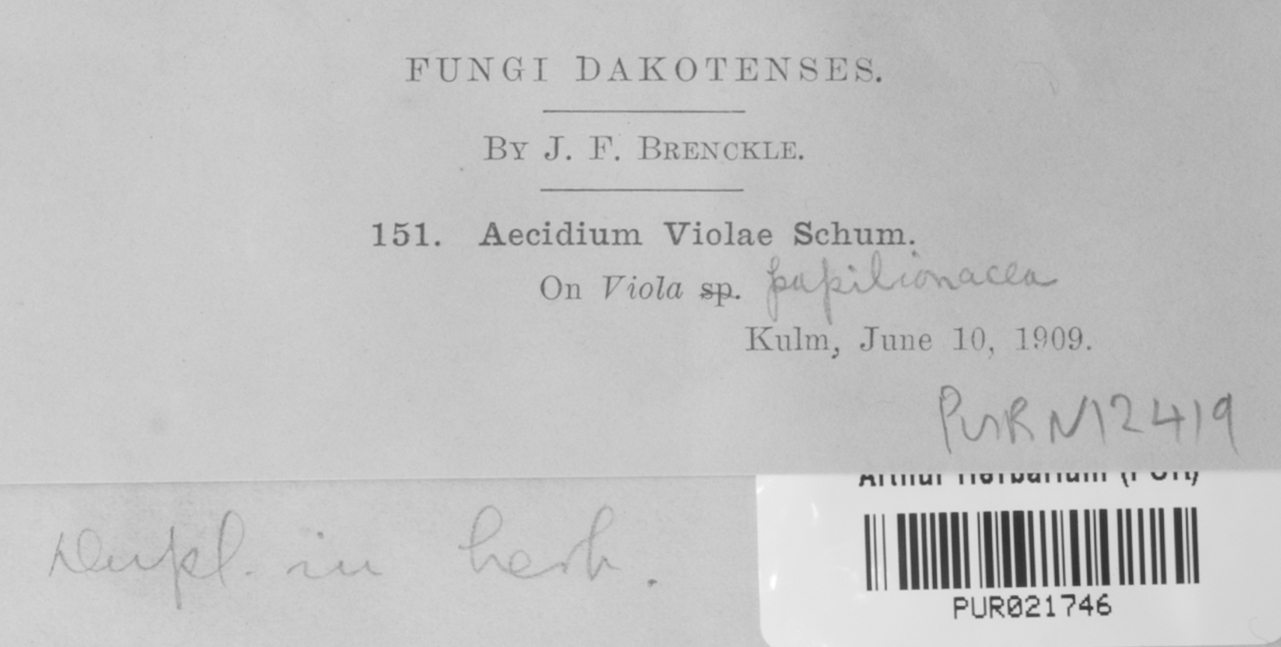 FUNGI DAKOTENSES.
BY J. F. BRENCKLE.
151. Aecidium Violae Schum.
On Viola sp. papilionacea
Kulm, June 10, 1909.
PUR N12419
Arthur Herbarium (PUR)
Dupl. in herb.
PUR021746